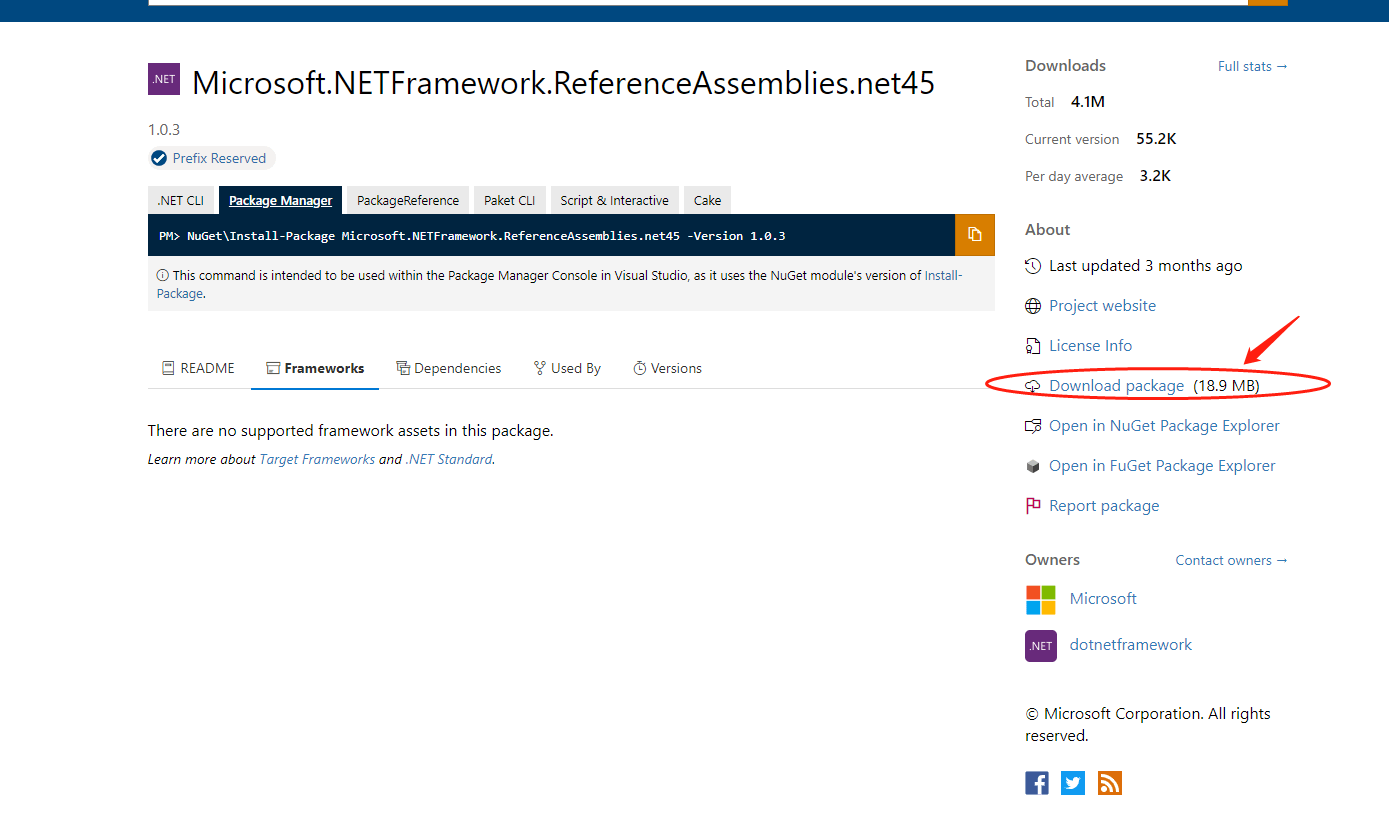 .NET
Microsoft.NETFramework.ReferenceAssemblies.net45
1.0.3
Prefix Reserved
.NET CLI
Package Manager
PackageReference
Paket CLI
Script & Interactive
Cake
PM> NuGet\Install-Package Microsoft.NETFramework.ReferenceAssemblies.net45 -Version 1.0.3
This command is intended to be used within the Package Manager Console in Visual Studio, as it uses the NuGet module's version of Install-
Package.
README
Frameworks
Dependencies
Used By
Versions
There are no supported framework assets in this package.
Learn more about Target Frameworks and .NET Standard.
Downloads
Full stats →
Total 4.1M
Current version 55.2K
Per day average 3.2K
About
Last updated 3 months ago
Project website
License Info
Download package (18.9 MB)
Open in NuGet Package Explorer
Open in FuGet Package Explorer
Report package
Owners
Contact owners →
Microsoft
.NET
dotnetframework
© Microsoft Corporation. All rights
reserved.